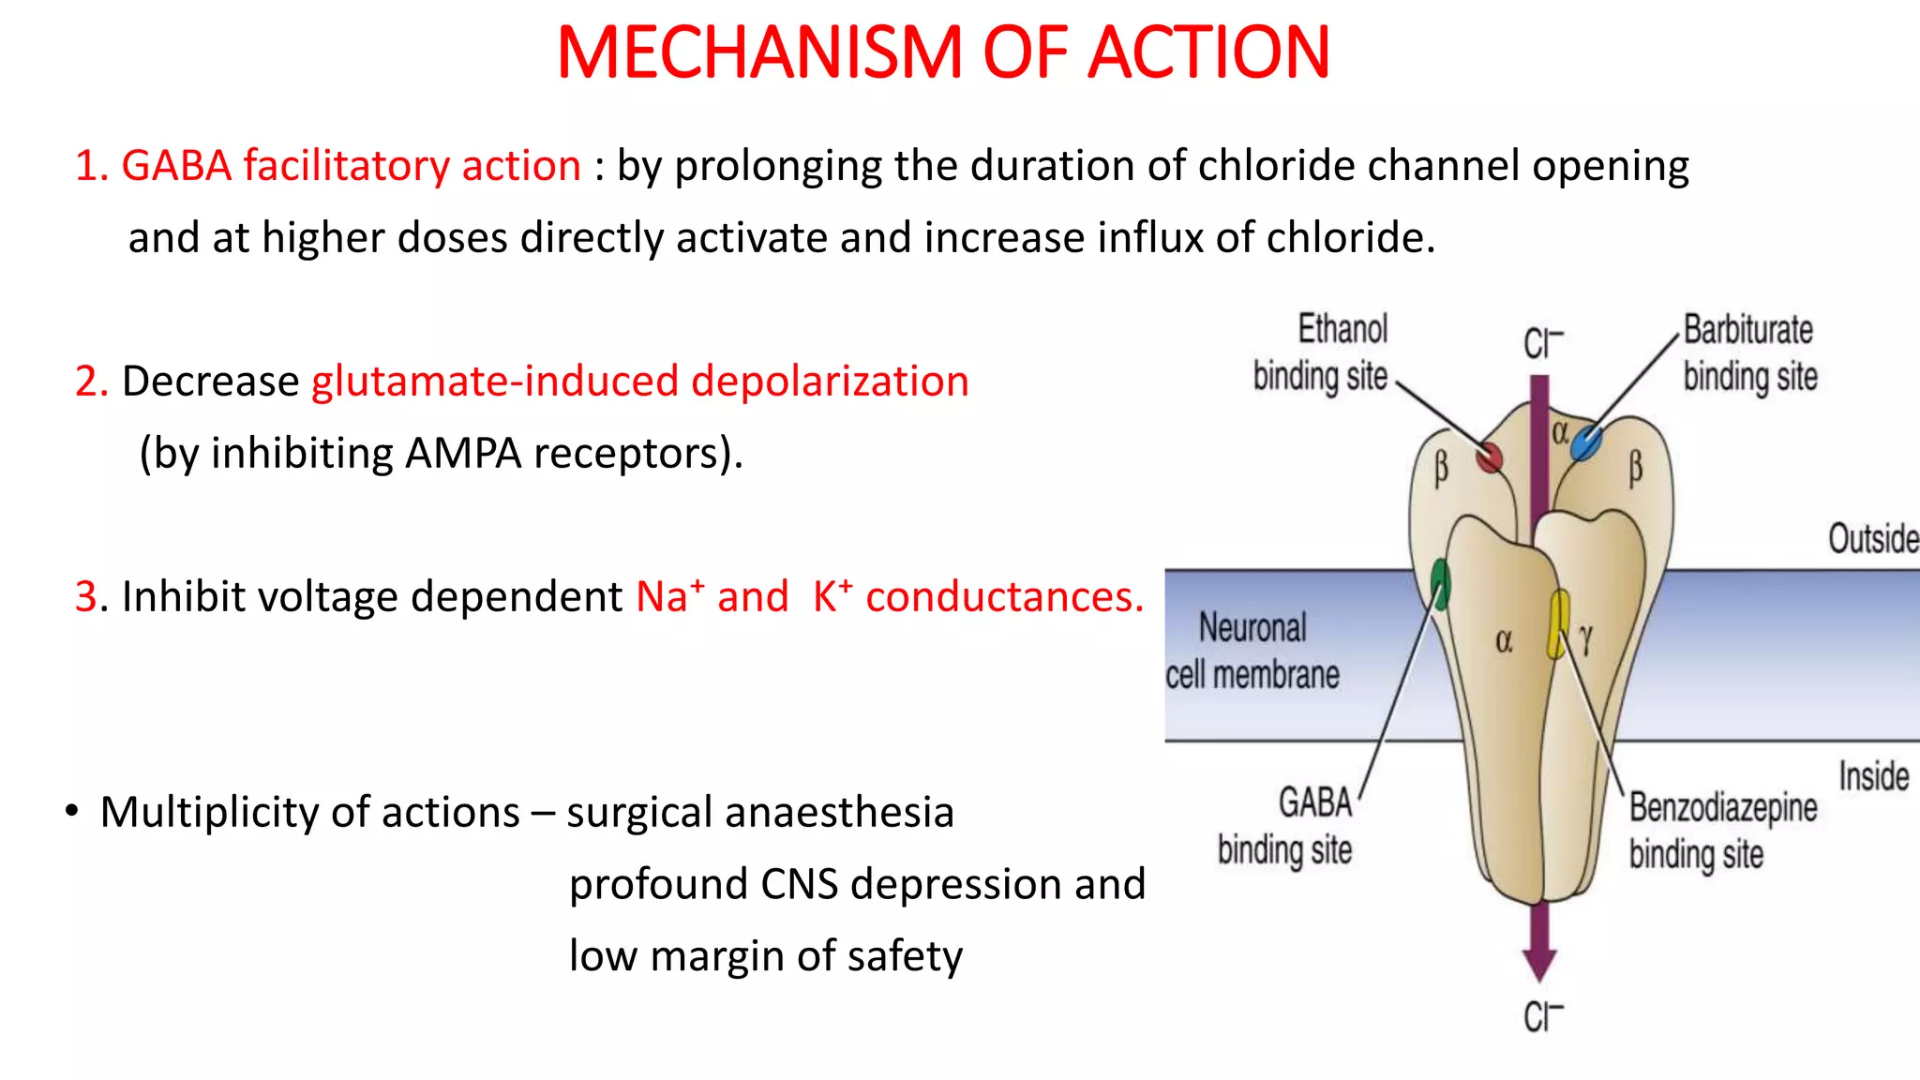 MECHANISM OF ACTION
1. GABA facilitatory action : by prolonging the duration of chloride channel opening
and at higher doses directly activate and increase influx of chloride.
2. Decrease glutamate-induced depolarization
(by inhibiting AMPA receptors).
3. Inhibit voltage dependent Na⁺ and K⁺ conductances.
• Multiplicity of actions – surgical anaesthesia
profound CNS depression and
low margin of safety
Ethanol
binding site
Cl⁻
Barbiturate
binding site
α
β
β
Outside
Neuronal
cell membrane
α
γ
Inside
GABA
binding site
Benzodiazepine
binding site
Cl⁻